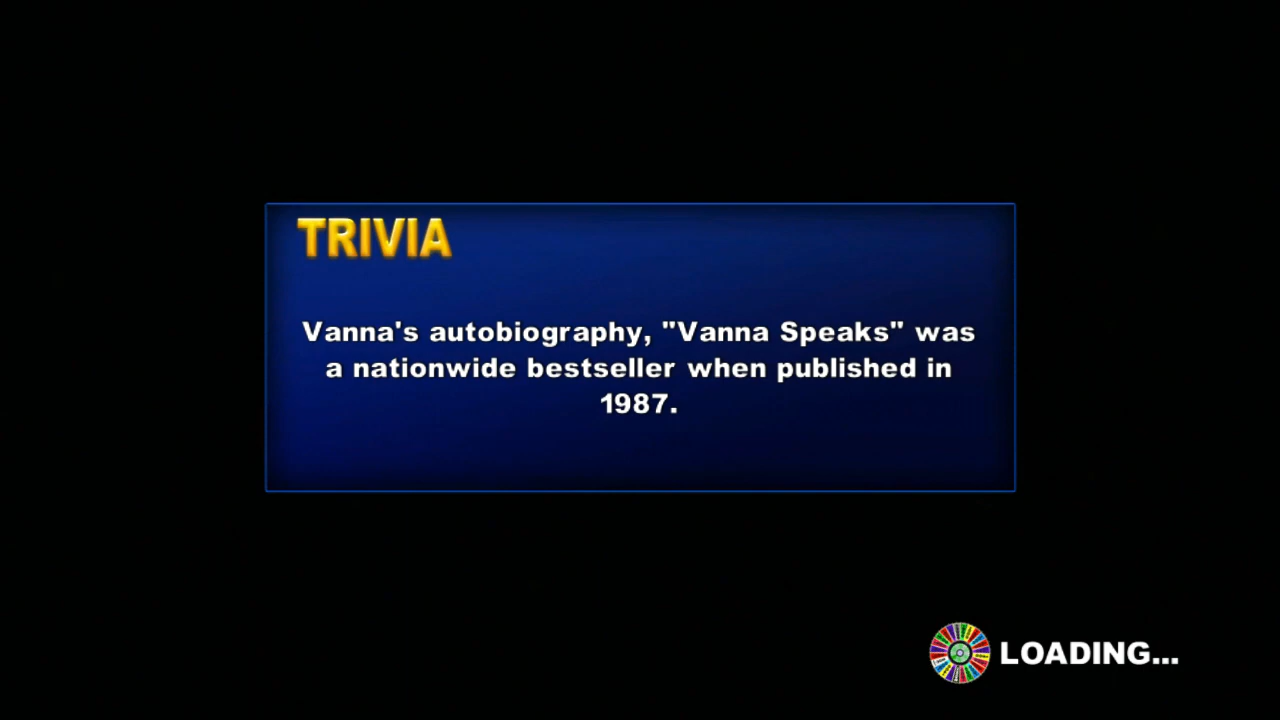 TRIVIA
Vanna's autobiography, "Vanna Speaks" was
a nationwide bestseller when published in
1987.
LOADING...